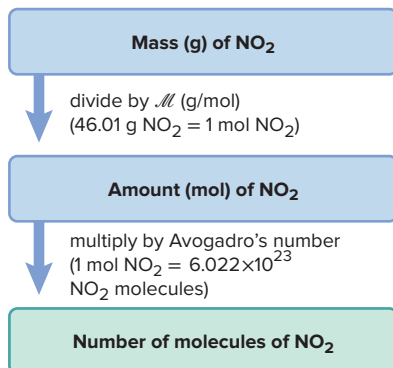 Mass (g) of NO₂
divide by ℳ (g/mol)
(46.01 g NO₂ = 1 mol NO₂)
Amount (mol) of NO₂
multiply by Avogadro’s number
(1 mol NO₂ = 6.022×10²³
NO₂ molecules)
Number of molecules of NO₂